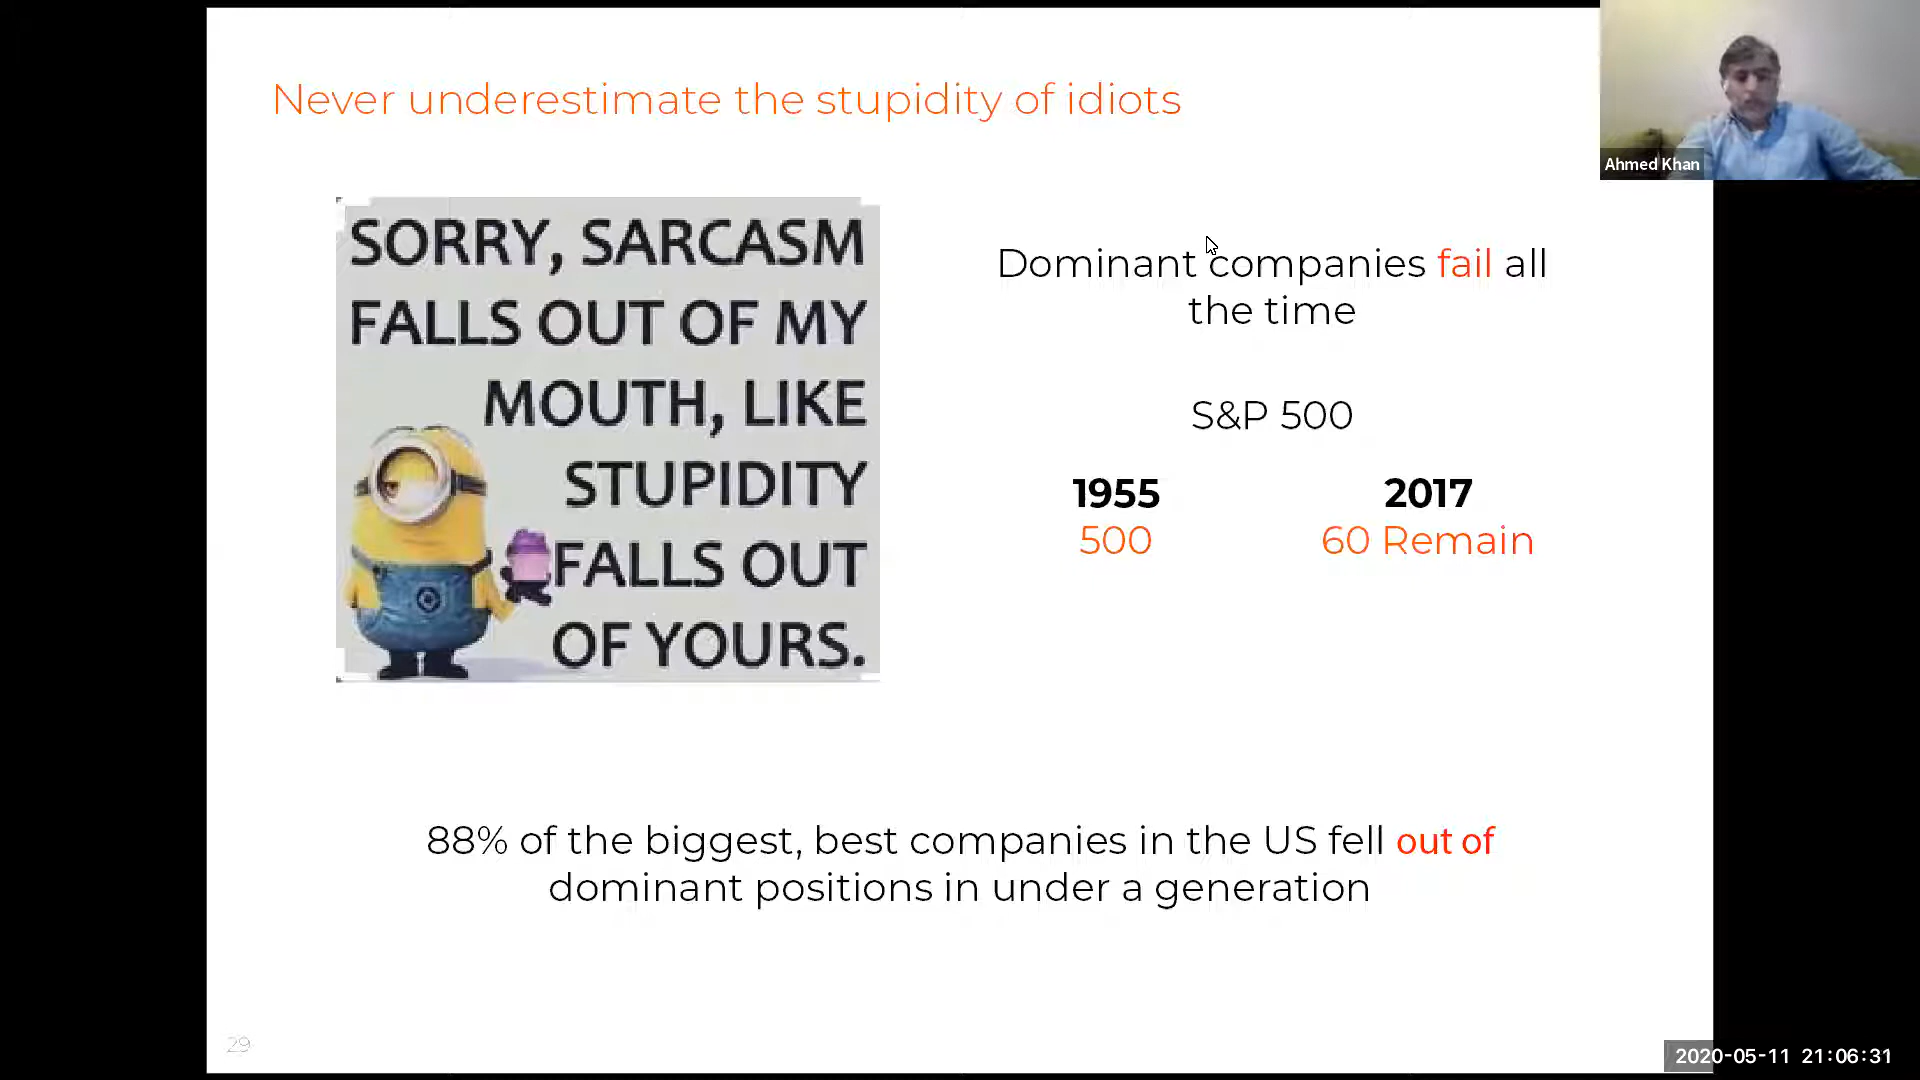 Never underestimate the stupidity of idiots
Ahmed Khan
SORRY, SARCASM
FALLS OUT OF MY
MOUTH, LIKE
STUPIDITY
FALLS OUT
OF YOURS.
Dominant companies fail all
the time
S&P 500
1955 2017
500 60 Remain
88% of the biggest, best companies in the US fell out of
dominant positions in under a generation
29
2020-05-11 21:06:31